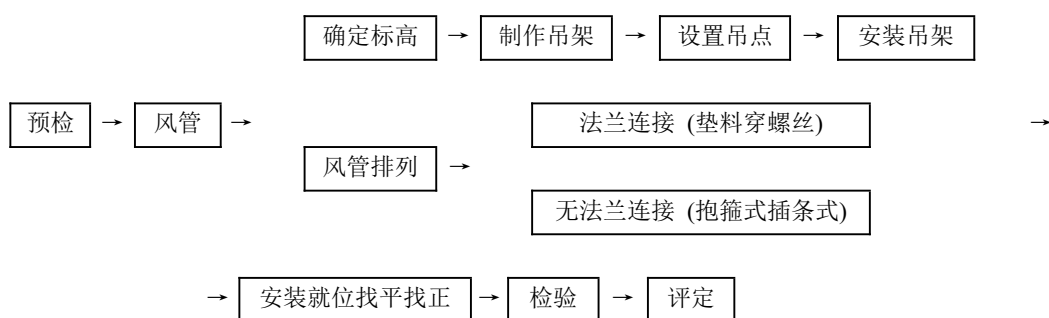 确定标高 → 制作吊架 → 设置吊点 → 安装吊架
预检 → 风管 → 法兰连接 (垫料穿螺丝) →
风管排列 →
无法兰连接 (抱箍式插条式)
→ 安装就位找平找正 → 检验 → 评定